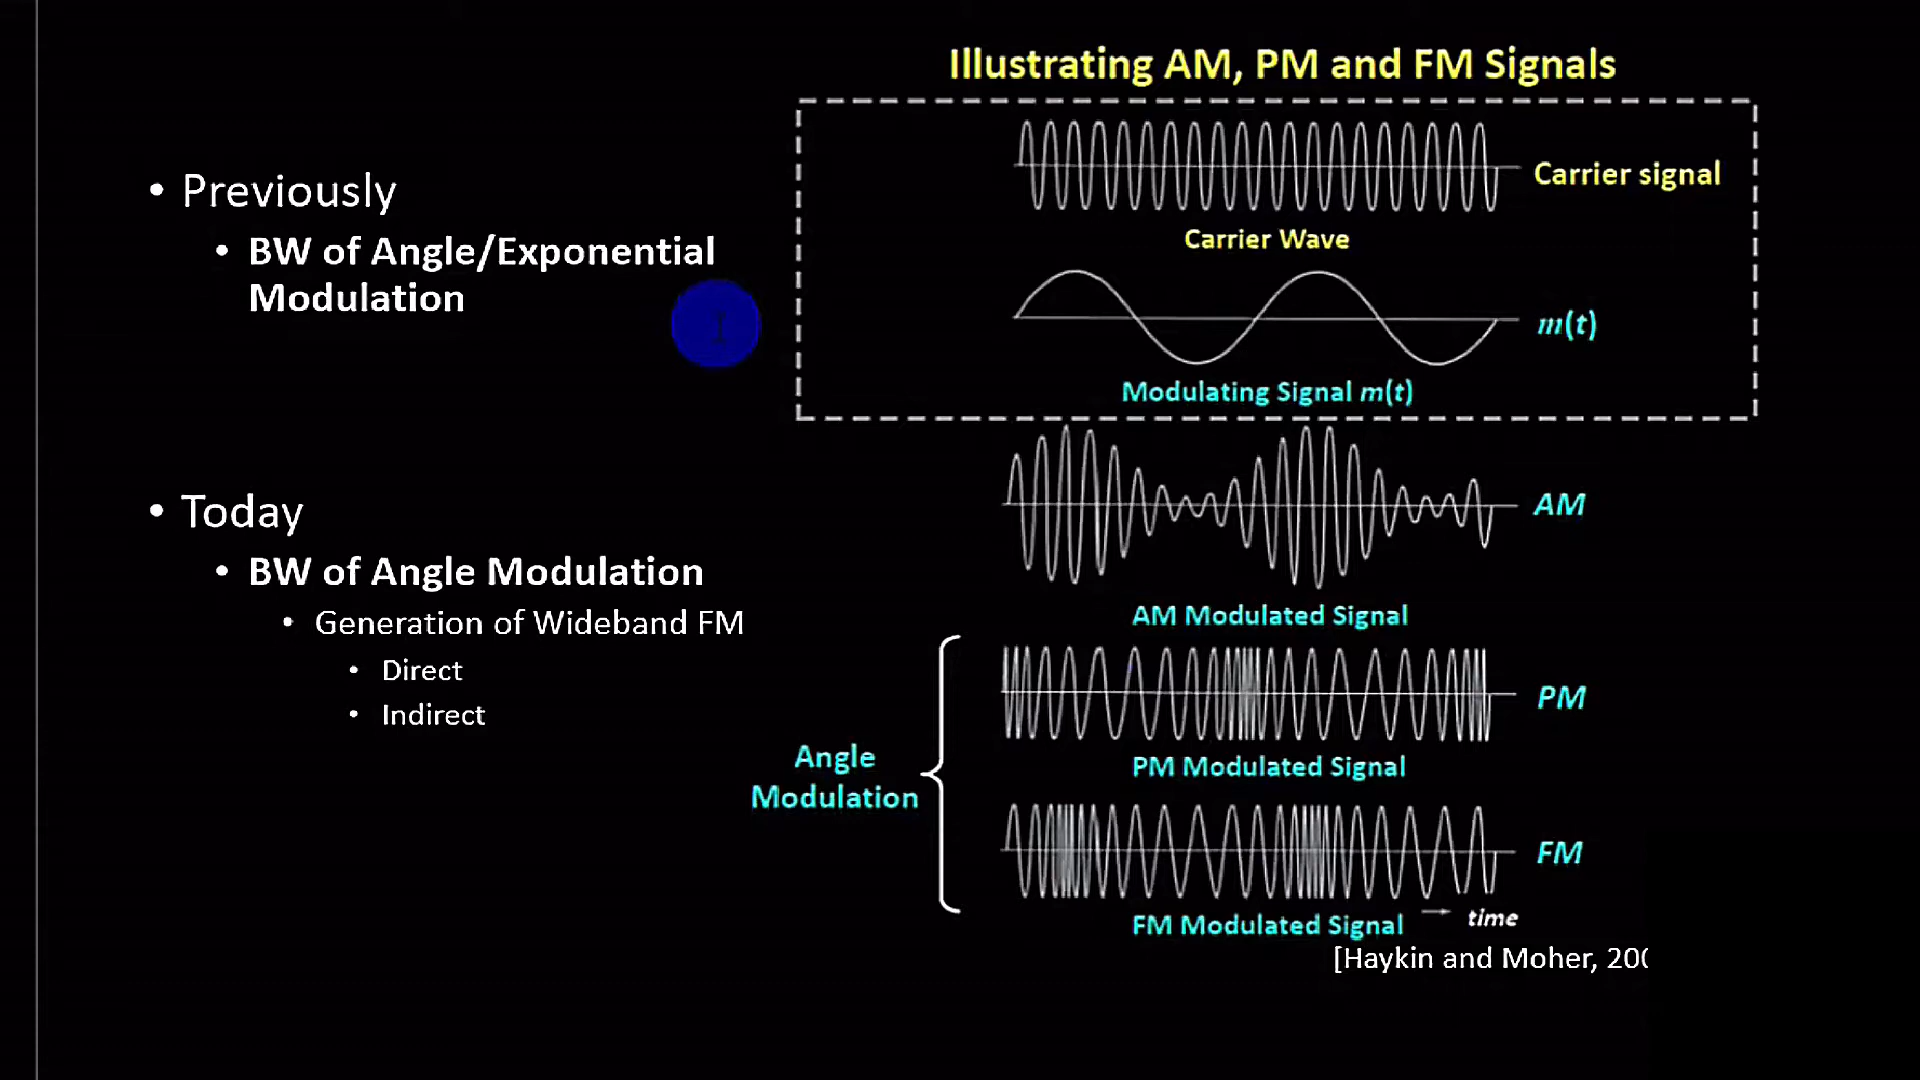 Illustrating AM, PM and FM Signals
• Previously
• BW of Angle/Exponential
Modulation
• Today
• BW of Angle Modulation
• Generation of Wideband FM
• Direct
• Indirect
Carrier signal
Carrier Wave
m(t)
Modulating Signal m(t)
AM
AM Modulated Signal
PM
PM Modulated Signal
Angle
Modulation
FM
FM Modulated Signal
time
[Haykin and Moher,